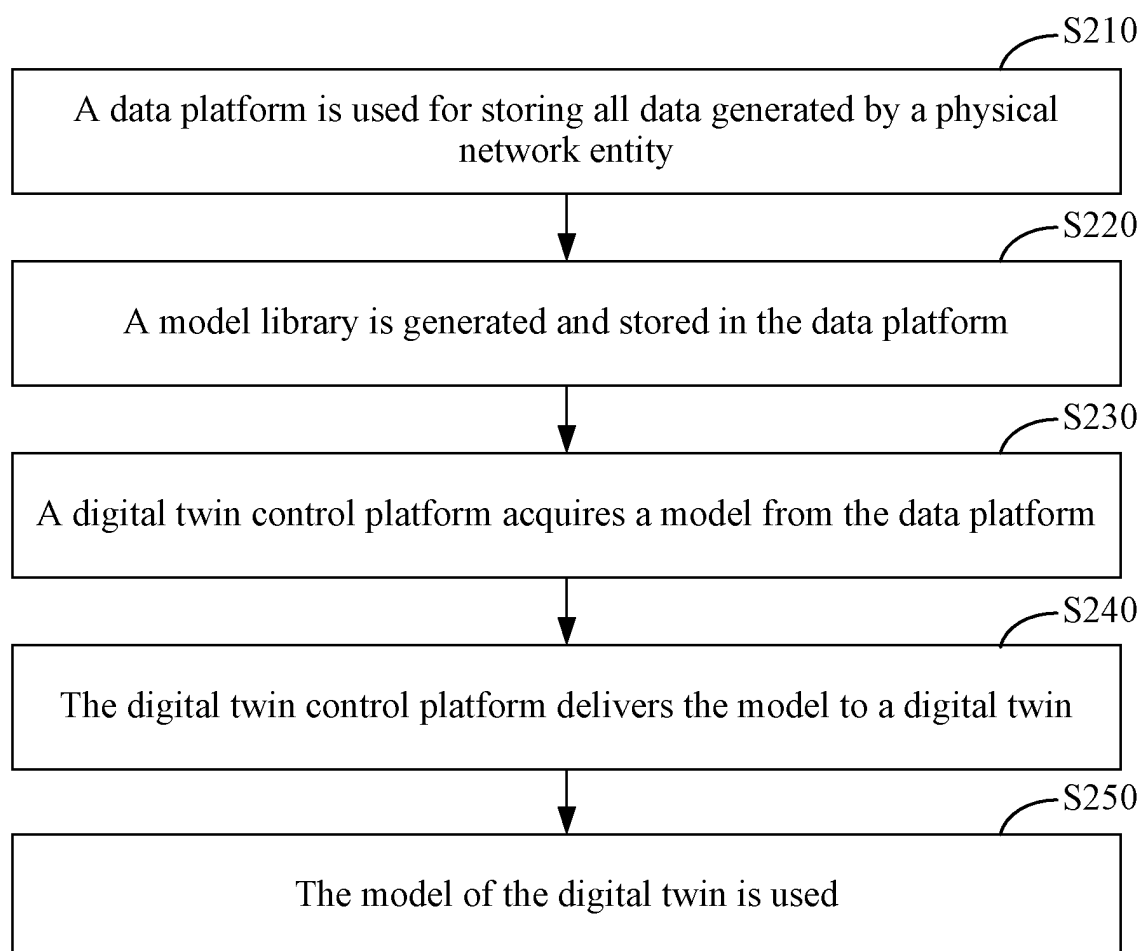 S210
A data platform is used for storing all data generated by a physical
network entity
S220
A model library is generated and stored in the data platform
S230
A digital twin control platform acquires a model from the data platform
S240
The digital twin control platform delivers the model to a digital twin
S250
The model of the digital twin is used